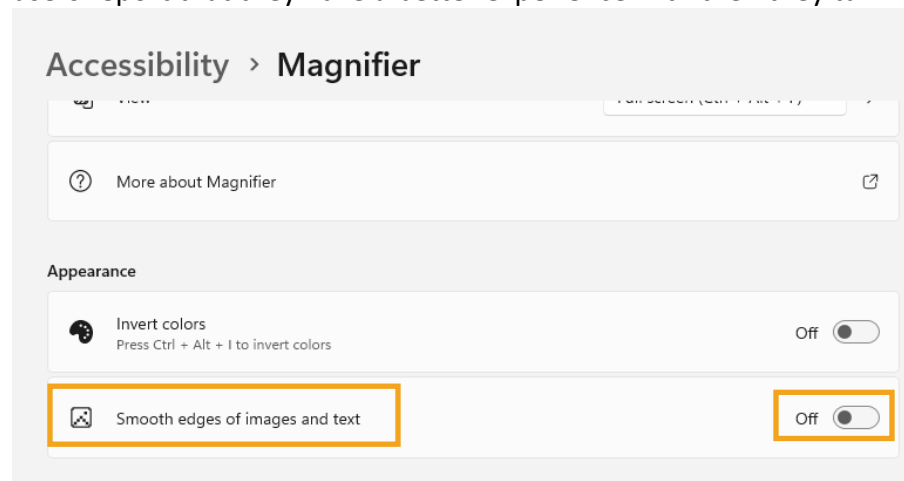 Accessibility > Magnifier
View
More about Magnifier
Appearance
Invert colors
Off
Press Ctrl + Alt + I to invert colors
Smooth edges of images and text
Off